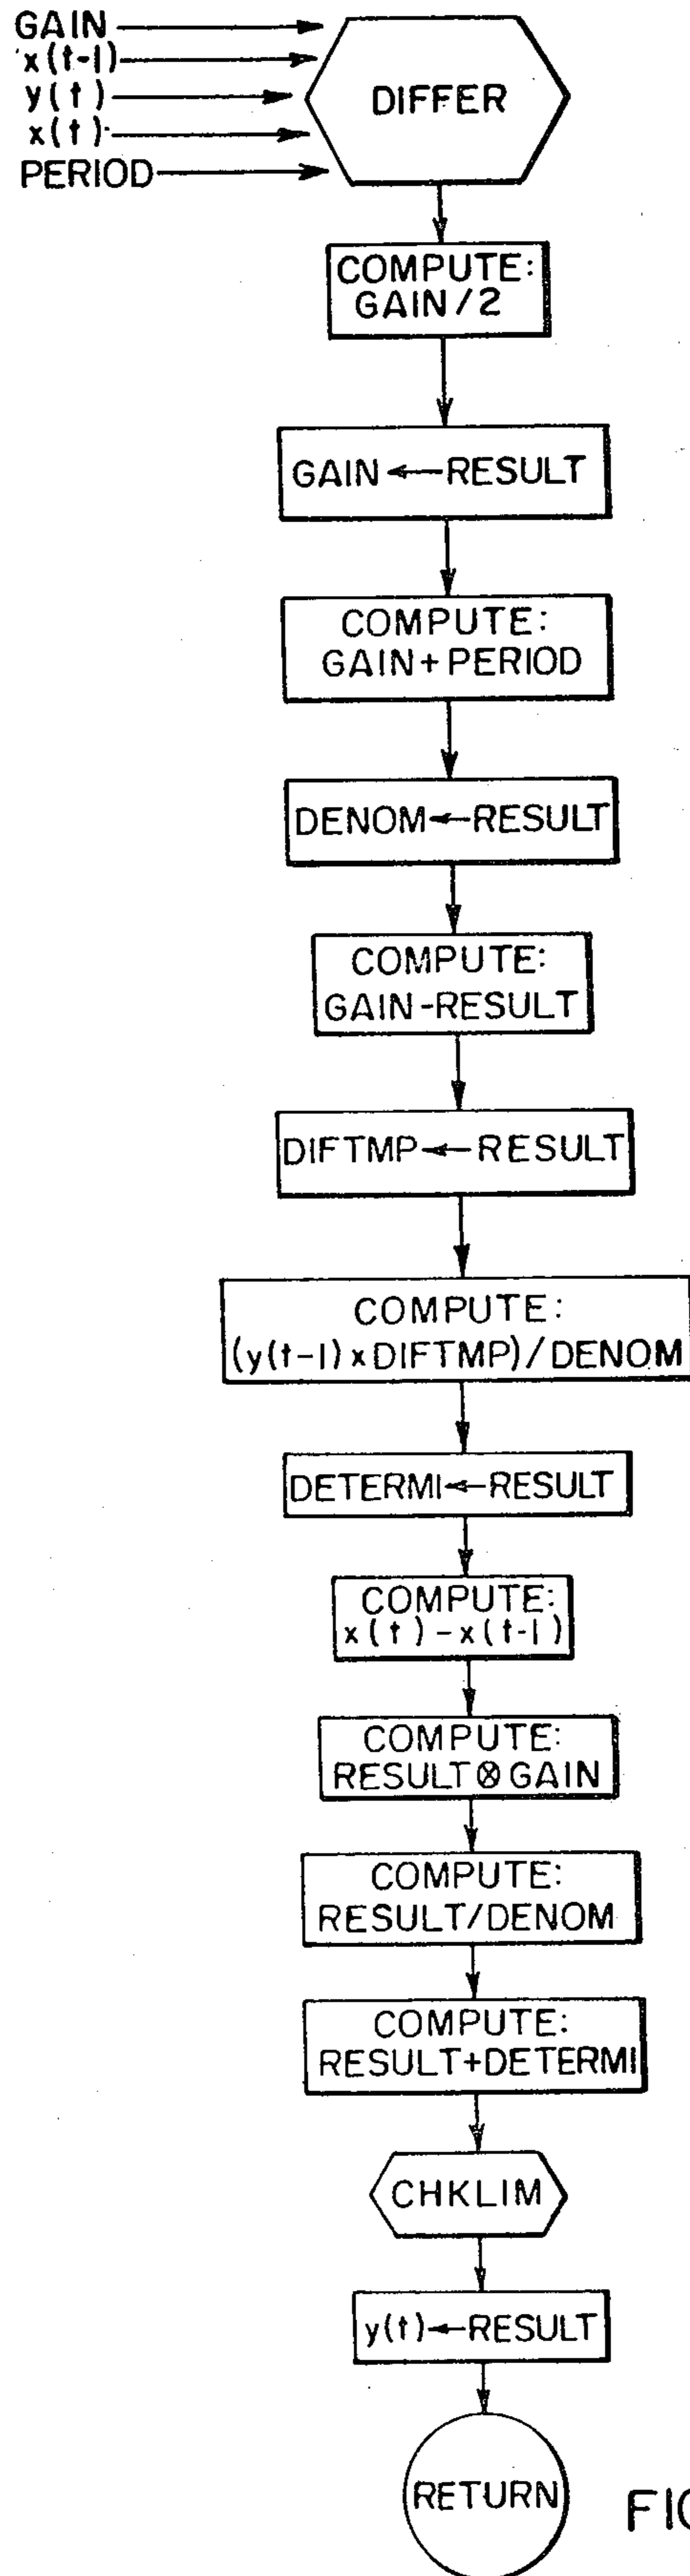 GAIN
x(t-1)
y(t)
x(t)
PERIOD
DIFFER
COMPUTE:
GAIN/2
GAIN←RESULT
COMPUTE:
GAIN+PERIOD
DENOM←RESULT
COMPUTE:
GAIN-RESULT
DIFTMP←RESULT
COMPUTE:
(y(t-1)xDIFTMP)/DENOM
DETERMI←RESULT
COMPUTE:
x(t)-x(t-1)
COMPUTE:
RESULT⊗GAIN
COMPUTE:
RESULT/DENOM
COMPUTE:
RESULT+DETERMI
CHKLIM
y(t)←RESULT
RETURN